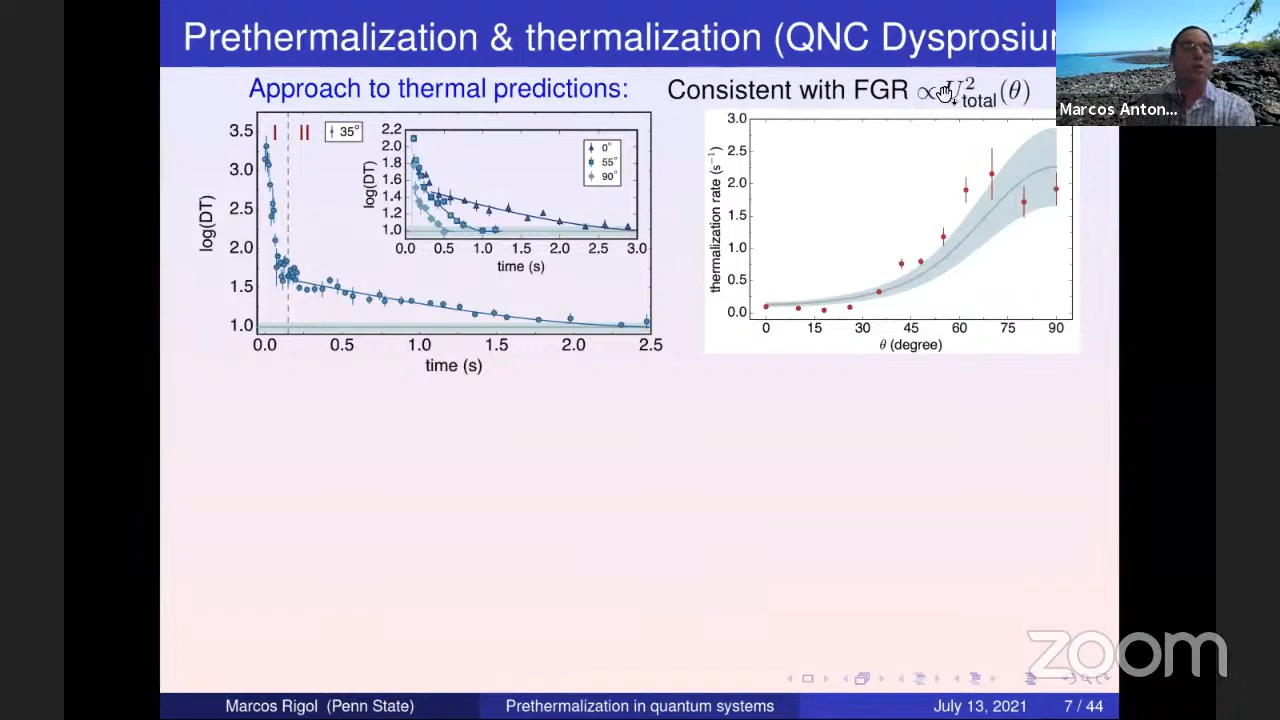 Prethermalization & thermalization (QNC Dysprosiu
Marcos Anton...
Approach to thermal predictions:
Consistent with FGR ∝ U²total(θ)
log(DT)
3.5
3.0
2.5
2.0
1.5
1.0
I II
35°
0.0 0.5 1.0 1.5 2.0 2.5
time (s)
log(DT)
2.2
2.0
1.8
1.6
1.4
1.2
1.0
0°
55°
90°
0.0 0.5 1.0 1.5 2.0 2.5 3.0
time (s)
thermalization rate (s⁻¹)
3.0
2.5
2.0
1.5
1.0
0.5
0.0
0 15 30 45 60 75 90
θ (degree)
zoom
Marcos Rigol (Penn State) Prethermalization in quantum systems July 13, 2021 7 / 44